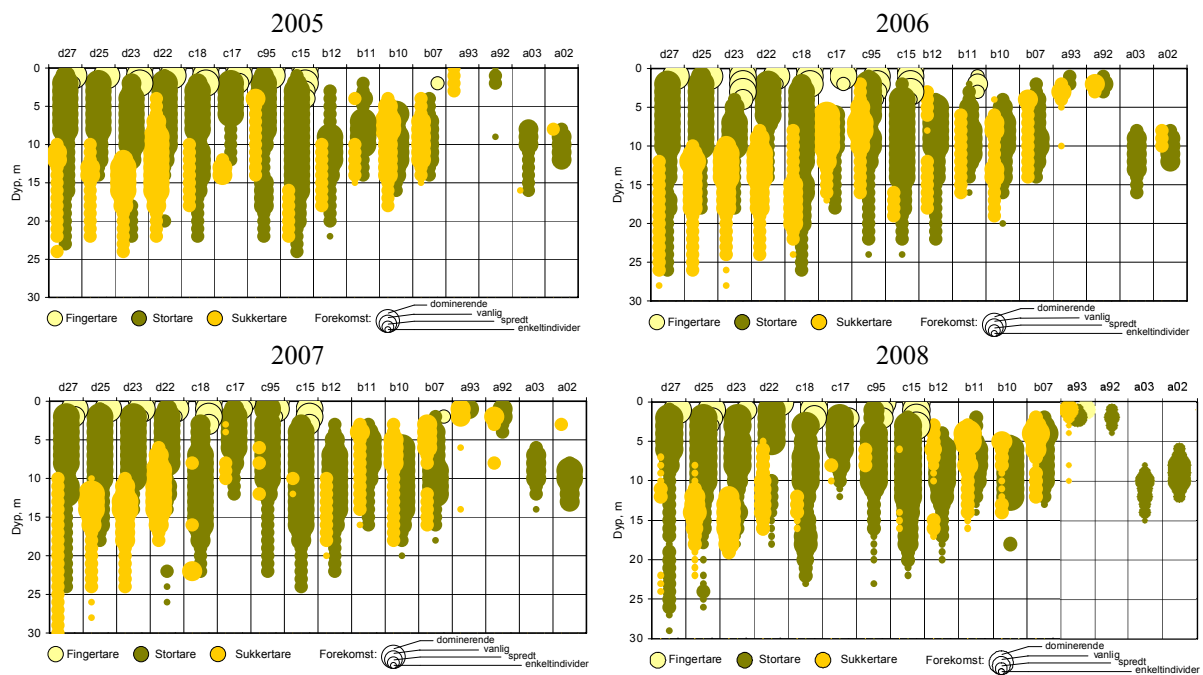 2005
d27 d25 d23 d22 c18 c17 c95 c15 b12 b11 b10 b07 a93 a92 a03 a02
0
5
10
15
20
25
30
Dyp, m
Fingertare Stortare Sukkertare Forekomst: dominerende vanlig spredt enkeltindivider
2006
d27 d25 d23 d22 c18 c17 c95 c15 b12 b11 b10 b07 a93 a92 a03 a02
0
5
10
15
20
25
30
Dyp, m
Fingertare Stortare Sukkertare Forekomst: dominerende vanlig spredt enkeltindivider
2007
d27 d25 d23 d22 c18 c17 c95 c15 b12 b11 b10 b07 a93 a92 a03 a02
0
5
10
15
20
25
30
Dyp, m
Fingertare Stortare Sukkertare Forekomst: dominerende vanlig spredt enkeltindivider
2008
d27 d25 d23 d22 c18 c17 c95 c15 b12 b11 b10 b07 a93 a92 a03 a02
0
5
10
15
20
25
30
Dyp, m
Fingertare Stortare Sukkertare Forekomst: dominerende vanlig spredt enkeltindivider